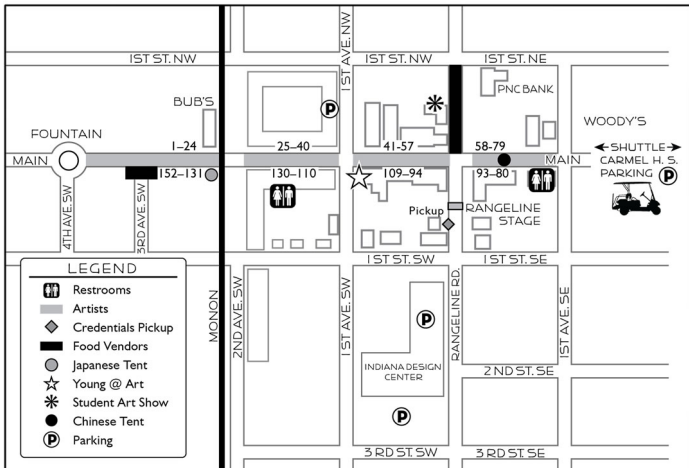 1ST ST. NW
1ST AVE. NW
1ST ST. NW
1ST ST. NE
PNC BANK
BUB'S
P
WOODY'S
FOUNTAIN
1–24
25–40
41-57
58-79
MAIN
MAIN
SHUTTLE
CARMEL H. S.
PARKING P
152–131
130–110
109–94
93–80
4TH AVE. SW
3RD AVE. SW
Pickup
RANGELINE
STAGE
1ST ST. SW
1ST ST. SE
LEGEND
Restrooms
Artists
Credentials Pickup
Food Vendors
Japanese Tent
Young @ Art
Student Art Show
Chinese Tent
P Parking
MONON
2ND AVE. SW
1ST AVE. SW
RANGELINE RD.
1ST AVE. SE
P
INDIANA DESIGN
CENTER
2ND ST. SE
P
3 RD ST. SW
3 RD ST. SE